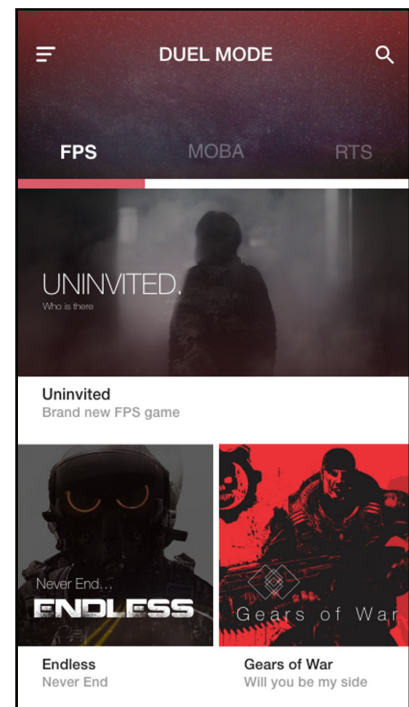 DUEL MODE
FPS MOBA RTS
UNINVITED.
Who is there
Uninvited
Brand new FPS game
Never End...
ENDLESS
Gears of War
Endless
Never End
Gears of War
Will you be my side